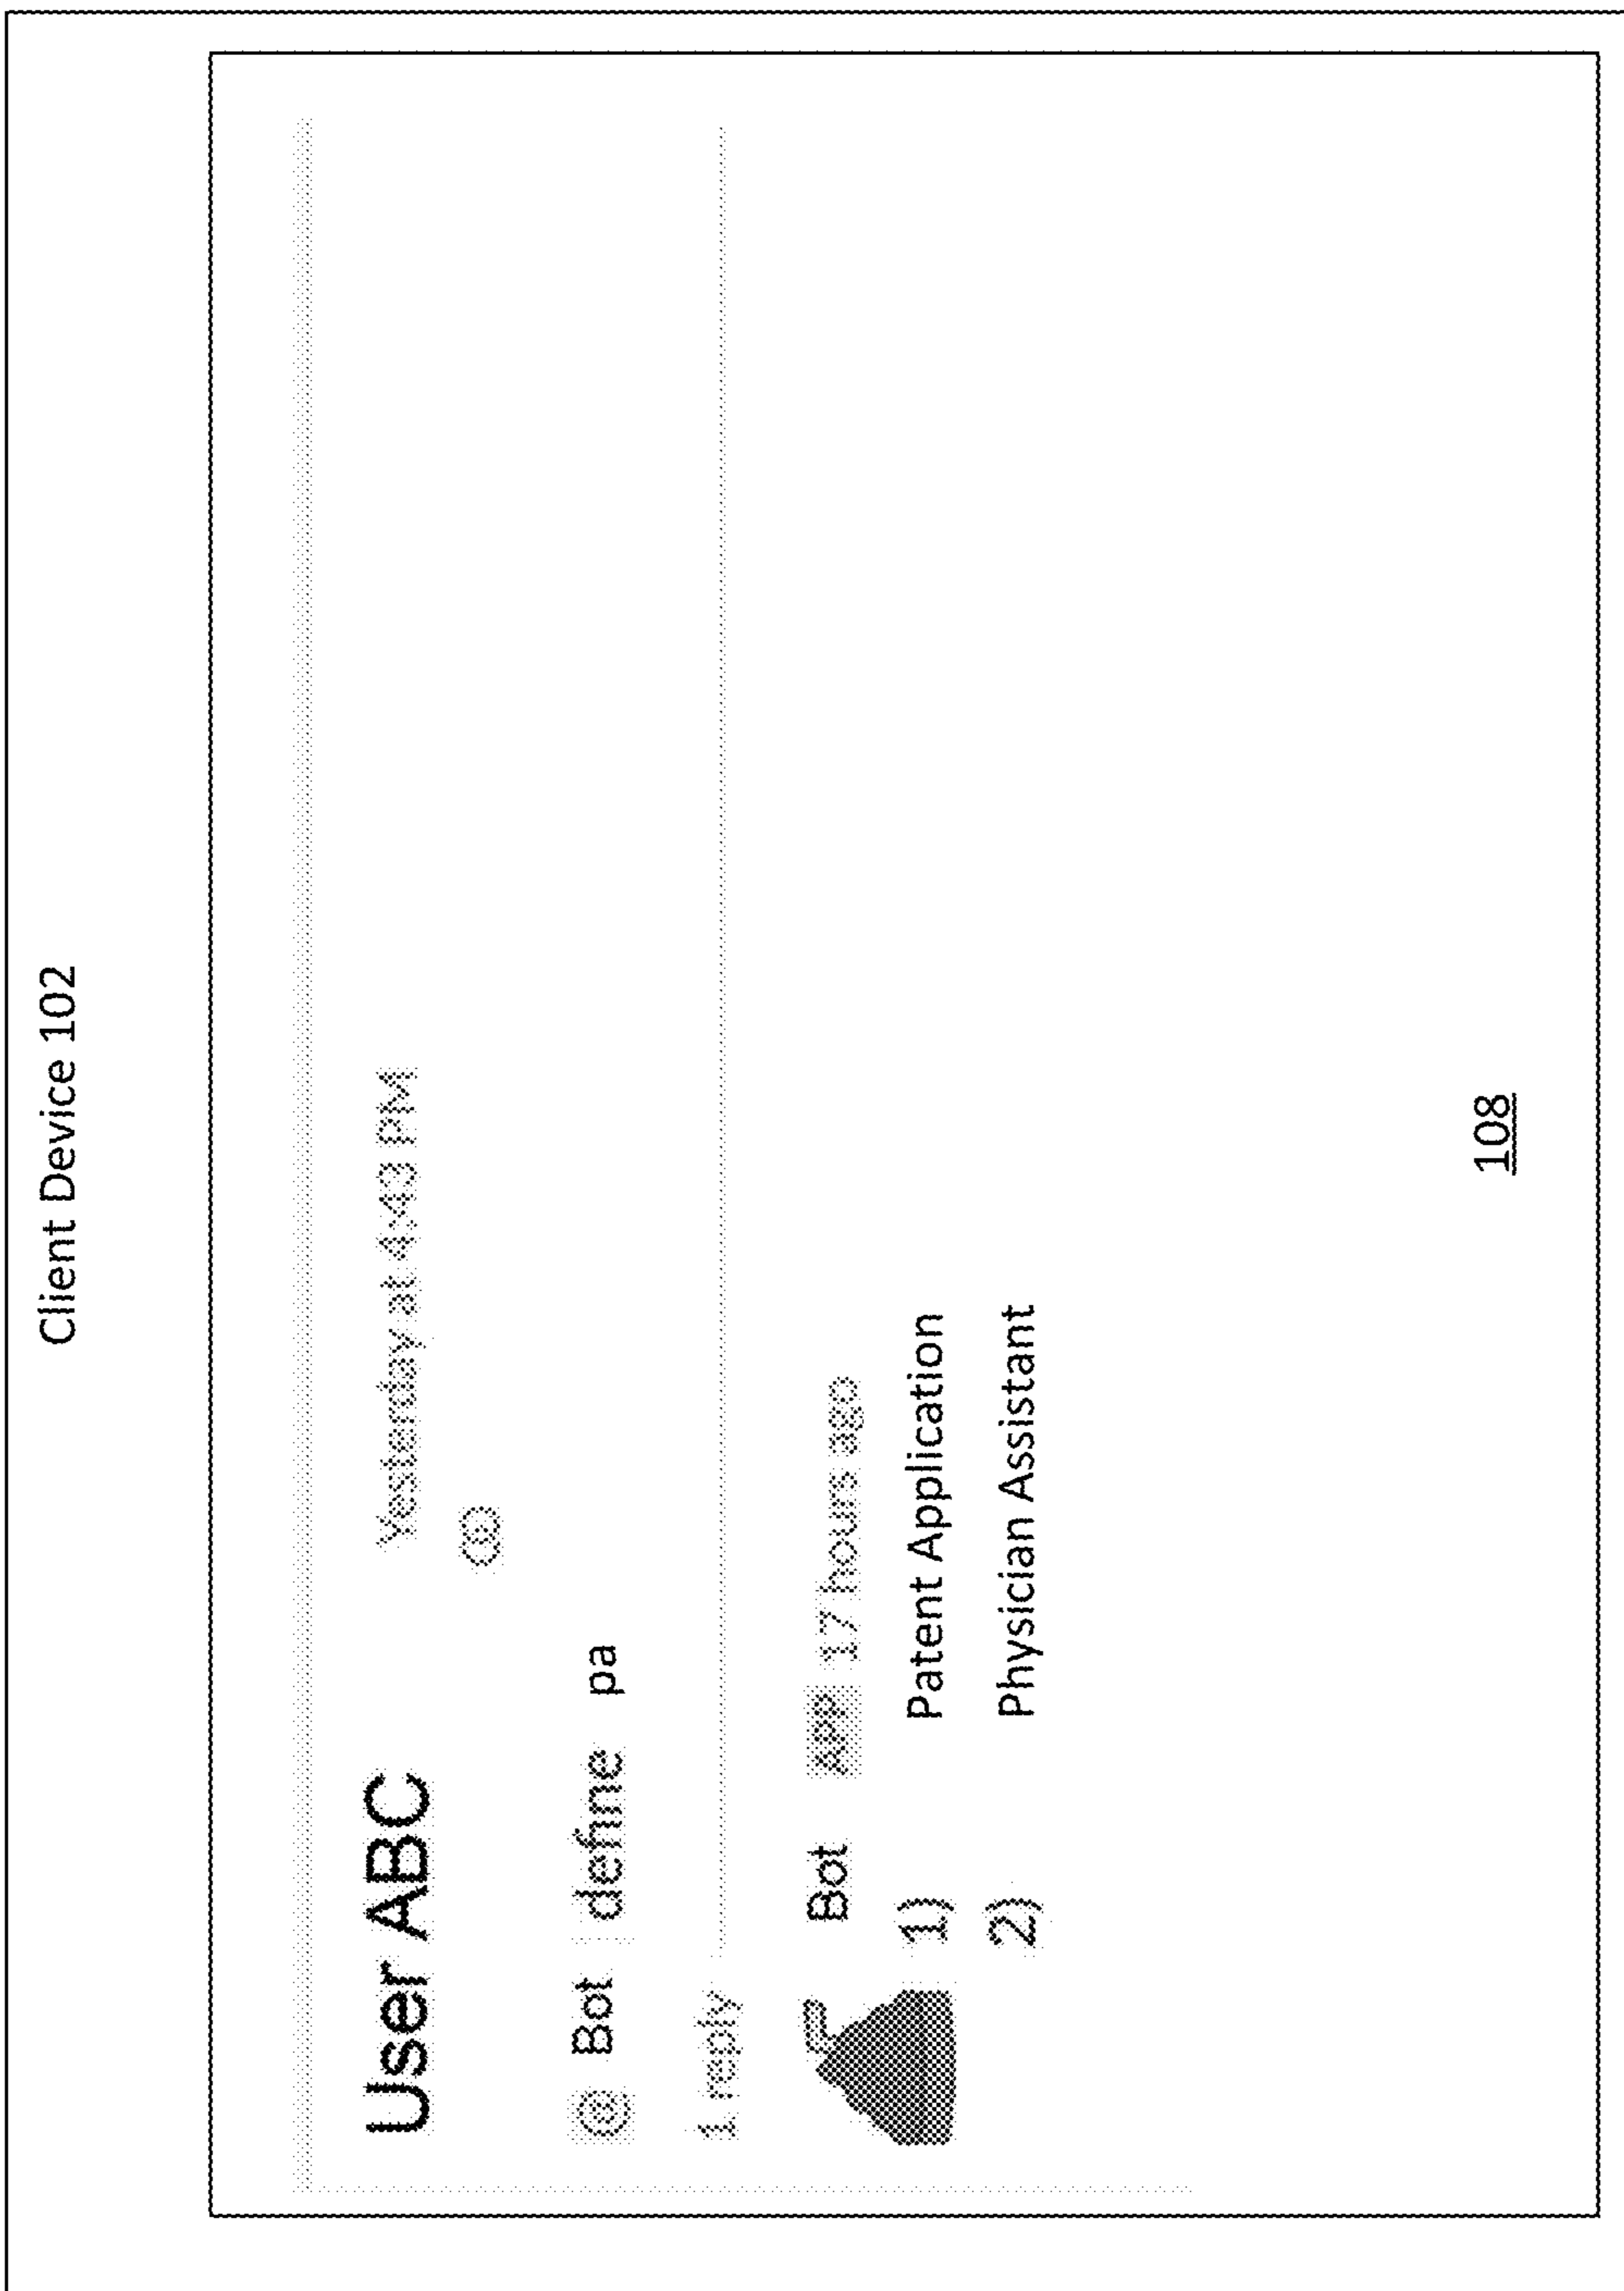 Client Device 102
User ABC Yesterday at 4:43 PM
@ Bot define pa
1 reply
Bot APP 17 hours ago
1) Patent Application
2) Physician Assistant
108